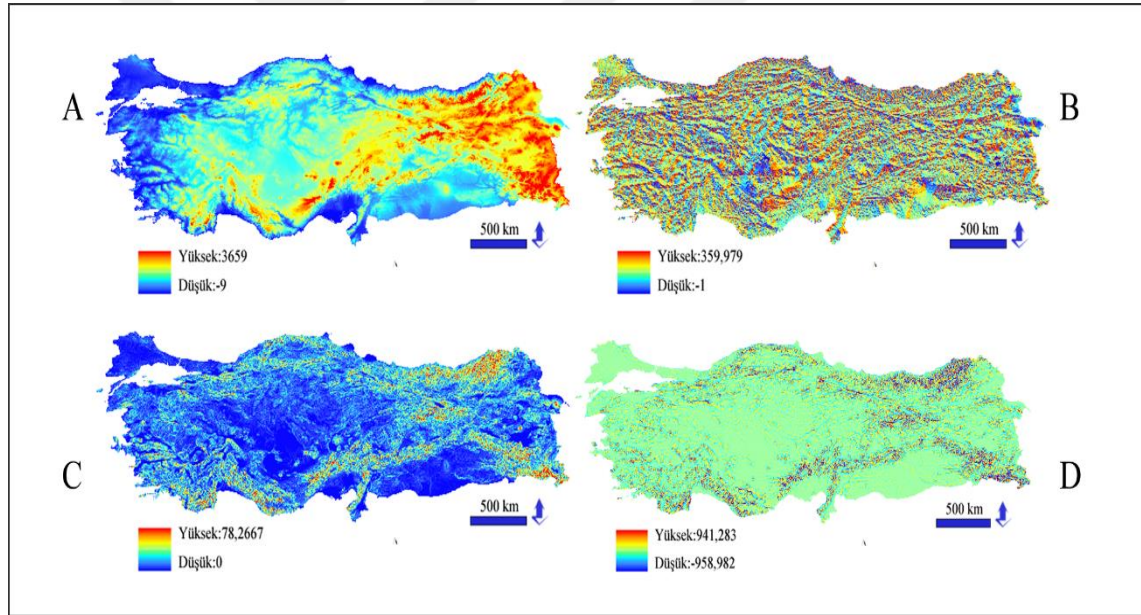 A
500 km
Yüksek:3659
Düşük:-9
B
500 km
Yüksek:359,979
Düşük:-1
C
500 km
Yüksek:78,2667
Düşük:0
D
500 km
Yüksek:941,283
Düşük:-958,982